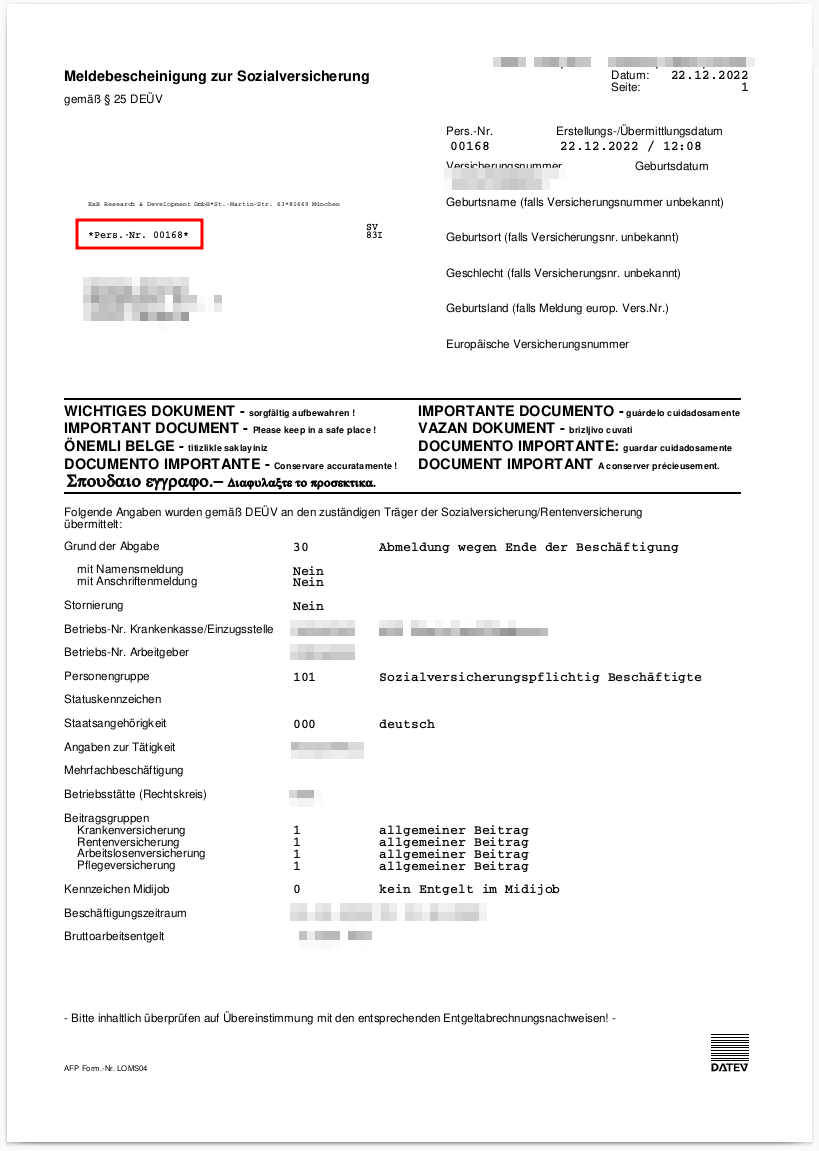 Meldebescheinigung zur Sozialversicherung
gemäß § 25 DEÜV
Datum: 22.12.2022
Seite: 1
Pers.-Nr. Erstellungs-/Übermittlungsdatum
00168 22.12.2022 / 12:08
Versicherungsnummer Geburtsdatum
ExB Research & Development GmbH*St.-Martin-Str. 63*81669 München
Geburtsname (falls Versicherungsnummer unbekannt)
*Pers.-Nr. 00168*
SV
83I
Geburtsort (falls Versicherungsnr. unbekannt)
Geschlecht (falls Versicherungsnr. unbekannt)
Geburtsland (falls Meldung europ. Vers.Nr.)
Europäische Versicherungsnummer
WICHTIGES DOKUMENT - sorgfältig aufbewahren !
IMPORTANT DOCUMENT - Please keep in a safe place !
ÖNEMLI BELGE - titizlikle saklayiniz
DOCUMENTO IMPORTANTE - Conservare accuratamente !
Σπουδαιο εγγραφο.– Διαφυλαξτε το προσεκτικα.
IMPORTANTE DOCUMENTO - guárdelo cuidadosamente
VAZAN DOKUMENT - brizljivo cuvati
DOCUMENTO IMPORTANTE: guardar cuidadosamente
DOCUMENT IMPORTANT A conserver précieusement.
Folgende Angaben wurden gemäß DEÜV an den zuständigen Träger der Sozialversicherung/Rentenversicherung
übermittelt:
Grund der Abgabe 30 Abmeldung wegen Ende der Beschäftigung
mit Namensmeldung Nein
mit Anschriftenmeldung Nein
Stornierung Nein
Betriebs-Nr. Krankenkasse/Einzugsstelle
Betriebs-Nr. Arbeitgeber
Personengruppe 101 Sozialversicherungspflichtig Beschäftigte
Statuskennzeichen
Staatsangehörigkeit 000 deutsch
Angaben zur Tätigkeit
Mehrfachbeschäftigung
Betriebsstätte (Rechtskreis)
Beitragsgruppen
Krankenversicherung 1 allgemeiner Beitrag
Rentenversicherung 1 allgemeiner Beitrag
Arbeitslosenversicherung 1 allgemeiner Beitrag
Pflegeversicherung 1 allgemeiner Beitrag
Kennzeichen Midijob 0 kein Entgelt im Midijob
Beschäftigungszeitraum
Bruttoarbeitsentgelt
- Bitte inhaltlich überprüfen auf Übereinstimmung mit den entsprechenden Entgeltabrechnungsnachweisen! -
AFP Form.-Nr. LOMS04
DATEV